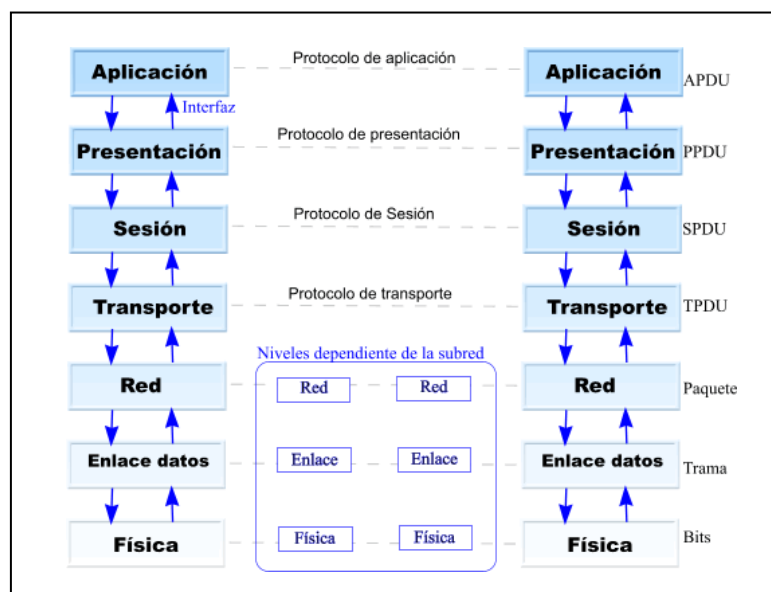 Protocolo de aplicación
Aplicación
Aplicación
APDU
Interfaz
Protocolo de presentación
Presentación
Presentación
PPDU
Protocolo de Sesión
Sesión
Sesión
SPDU
Protocolo de transporte
Transporte
Transporte
TPDU
Niveles dependiente de la subred
Red
Red
Red
Red
Paquete
Enlace datos
Enlace
Enlace
Enlace datos
Trama
Física
Física
Física
Física
Bits